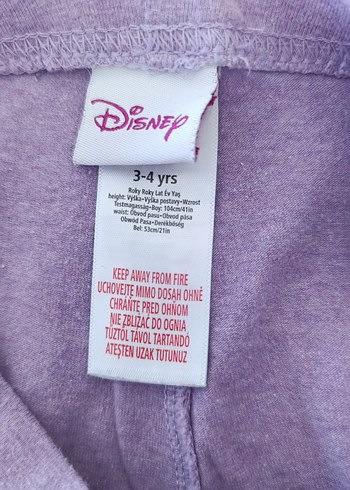 Disney
3-4 yrs
Roky Roky Lat Év Yaş
height: Výška•Výška postavy•Wzrost
Testmagasság•Boy: 104cm/41in
waist: Obvod pasu•Obvod pása
Obwód Pasu•Derékbőség
Bel: 53cm/21in
KEEP AWAY FROM FIRE
UCHOVEJTE MIMO DOSAH OHNĚ
CHRÁŇTE PRED OHŇOM
NIE ZBLIŻAĆ DO OGNIA
TŰZTŐL TÁVOL TARTANDÓ
ATEŞTEN UZAK TUTUNUZ